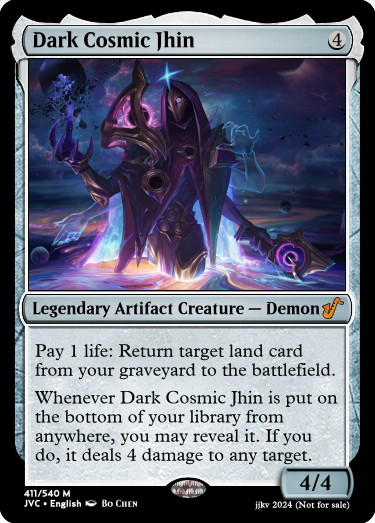 Dark Cosmic Jhin 4
Legendary Artifact Creature — Demon
Pay 1 life: Return target land card
from your graveyard to the battlefield.
Whenever Dark Cosmic Jhin is put on
the bottom of your library from
anywhere, you may reveal it. If you
do, it deals 4 damage to any target.
4/4
411/540 M
JVC • English Bo Chen
jjkv 2024 (Not for sale)